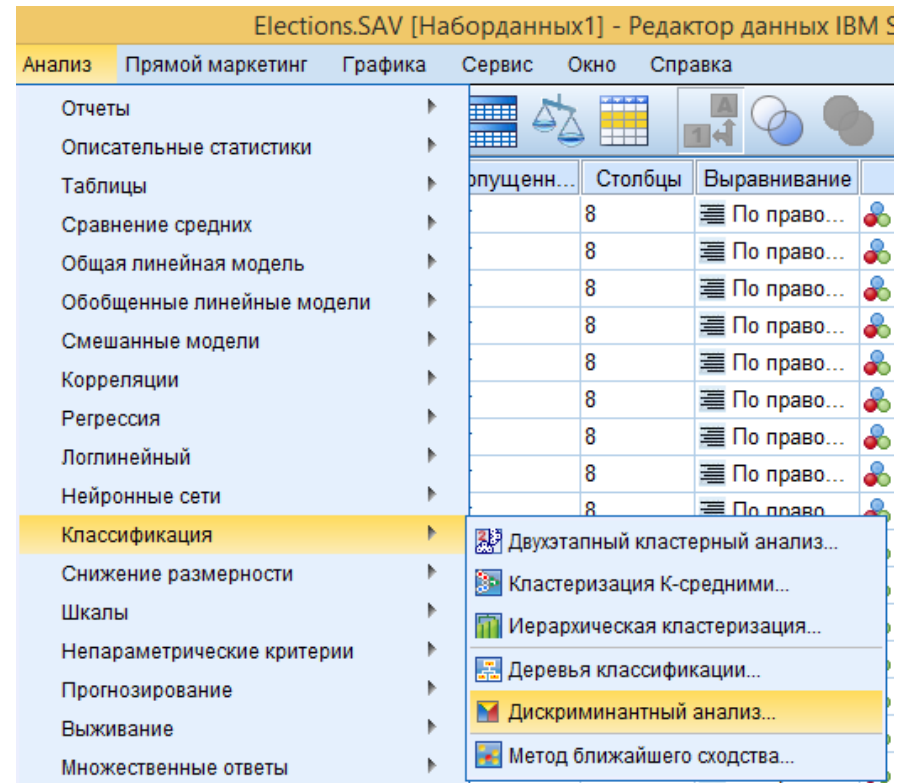 Elections.SAV [Наборданных1] - Редактор данных IBM S
Анализ Прямой маркетинг Графика Сервис Окно Справка
Отчеты
Описательные статистики
Таблицы
Сравнение средних
Общая линейная модель
Обобщенные линейные модели
Смешанные модели
Корреляции
Регрессия
Логлинейный
Нейронные сети
Классификация
Снижение размерности
Шкалы
Непараметрические критерии
Прогнозирование
Выживание
Множественные ответы
опущенн... Столбцы Выравнивание
8 По право...
8 По право...
8 По право...
8 По право...
8 По право...
8 По право...
8 По право...
8 По право...
8 По право
Двухэтапный кластерный анализ...
Кластеризация К-средними...
Иерархическая кластеризация...
Деревья классификации...
Дискриминантный анализ...
Метод ближайшего сходства...